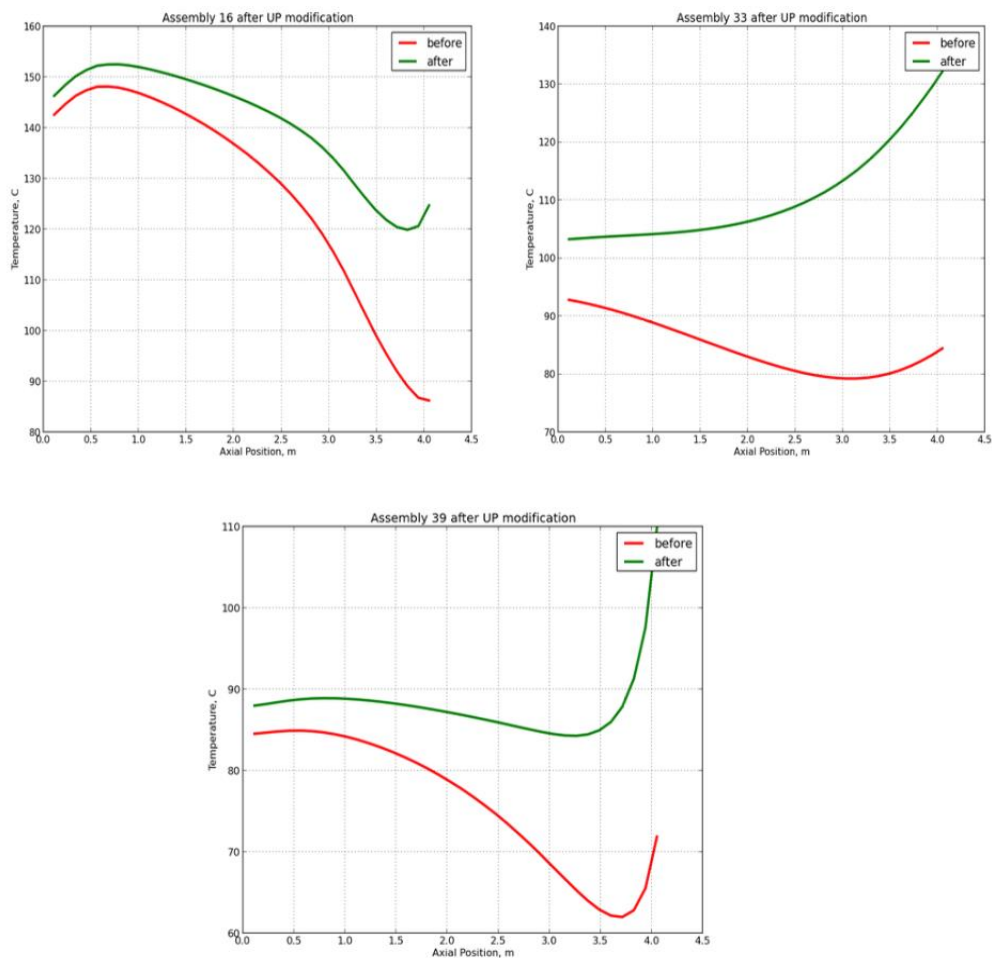 Assembly 16 after UP modification
160
150
140
130
120
110
100
90
80
Temperature, C
before
after
0.0 0.5 1.0 1.5 2.0 2.5 3.0 3.5 4.0 4.5
Axial Position, m
Assembly 33 after UP modification
140
130
120
110
100
90
80
70
Temperature, C
before
after
0.0 0.5 1.0 1.5 2.0 2.5 3.0 3.5 4.0 4.5
Axial Position, m
Assembly 39 after UP modification
110
100
90
80
70
60
Temperature, C
before
after
0.0 0.5 1.0 1.5 2.0 2.5 3.0 3.5 4.0 4.5
Axial Position, m